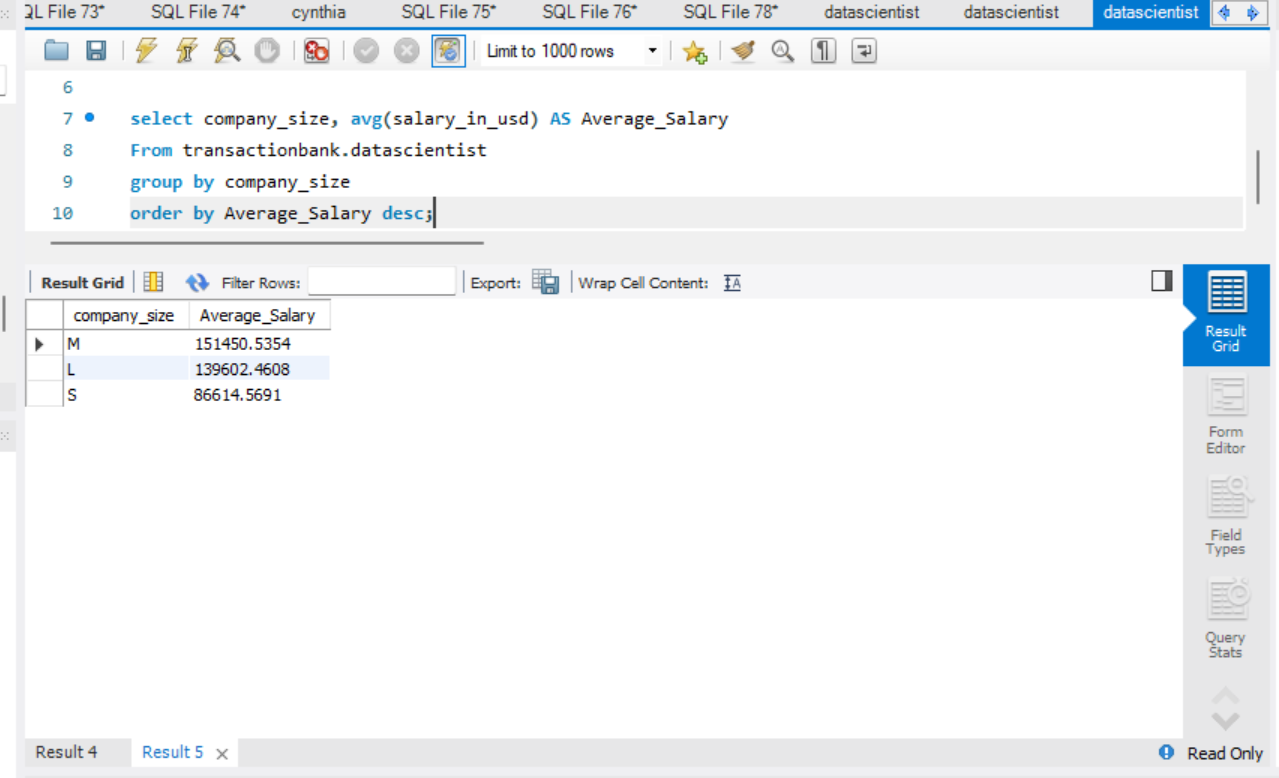 QL File 73* SQL File 74* cynthia SQL File 75* SQL File 76* SQL File 78* datascientist datascientist datascientist
Limit to 1000 rows
6
7 select company_size, avg(salary_in_usd) AS Average_Salary
8 From transactionbank.datascientist
9 group by company_size
10 order by Average_Salary desc;
Result Grid Filter Rows: Export: Wrap Cell Content:
company_size Average_Salary
M 151450.5354
L 139602.4608
S 86614.5691
Result
Grid
Form
Editor
Field
Types
Query
Stats
Result 4 Result 5 Read Only